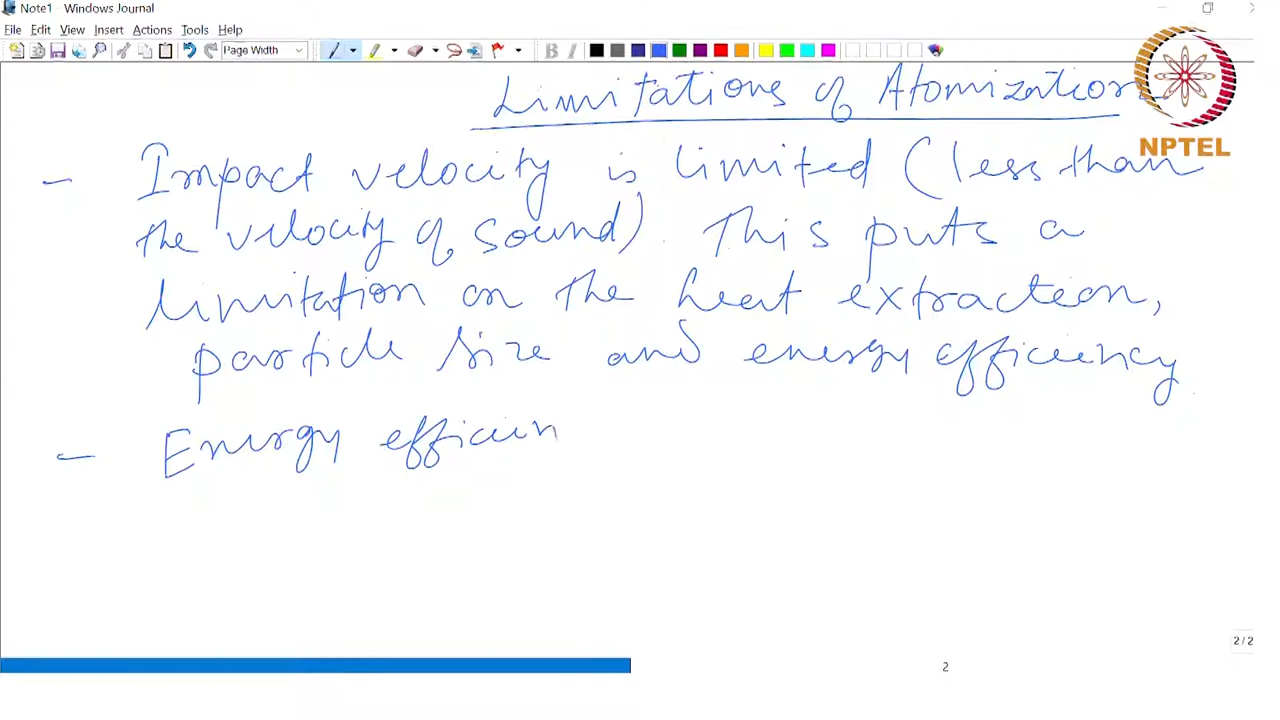 Note1 - Windows Journal
File Edit View Insert Actions Tools Help
Page Width B I
Limitations of Atomization
NPTEL
- Impact velocity is limited (less than
the velocity of sound). This puts a
limitation on the heat extraction,
particle size and energy efficiency
- Energy efficien
2/2
2